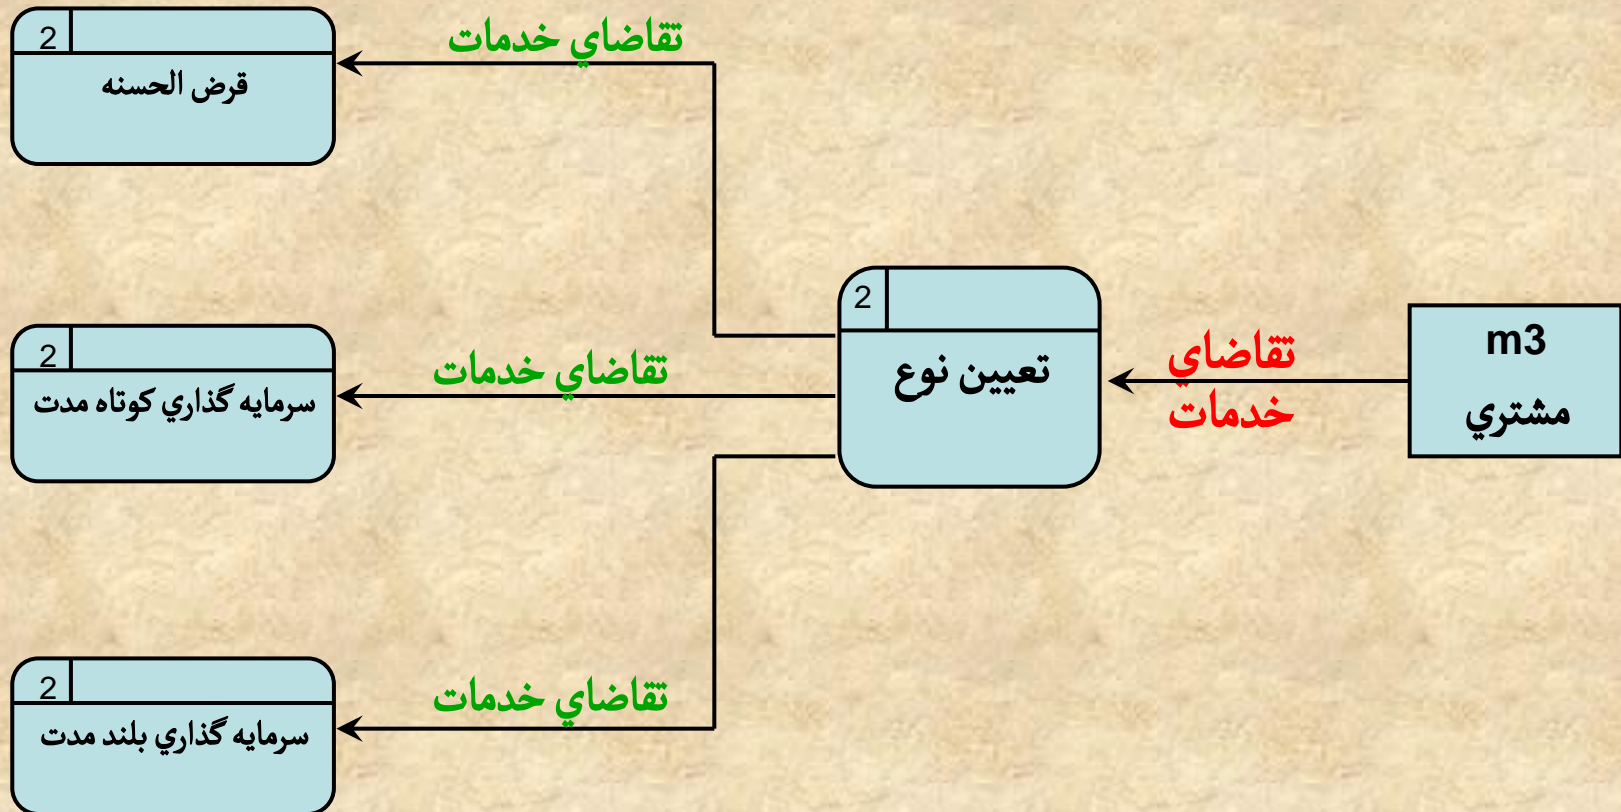 m3
مشتري
تقاضاي
خدمات
2
تعيين نوع
تقاضاي خدمات
2
قرض الحسنه
تقاضاي خدمات
2
سرمايه گذاري كوتاه مدت
تقاضاي خدمات
2
سرمايه گذاري بلند مدت